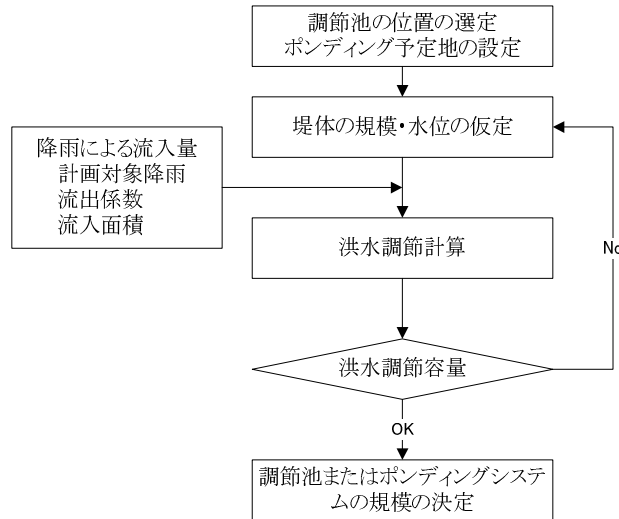 調節池の位置の選定
ポンディング予定地の設定
堤体の規模・水位の仮定
降雨による流入量
計画対象降雨
流出係数
流入面積
洪水調節計算
No
洪水調節容量
OK
調節池またはポンディングシステ
ムの規模の決定